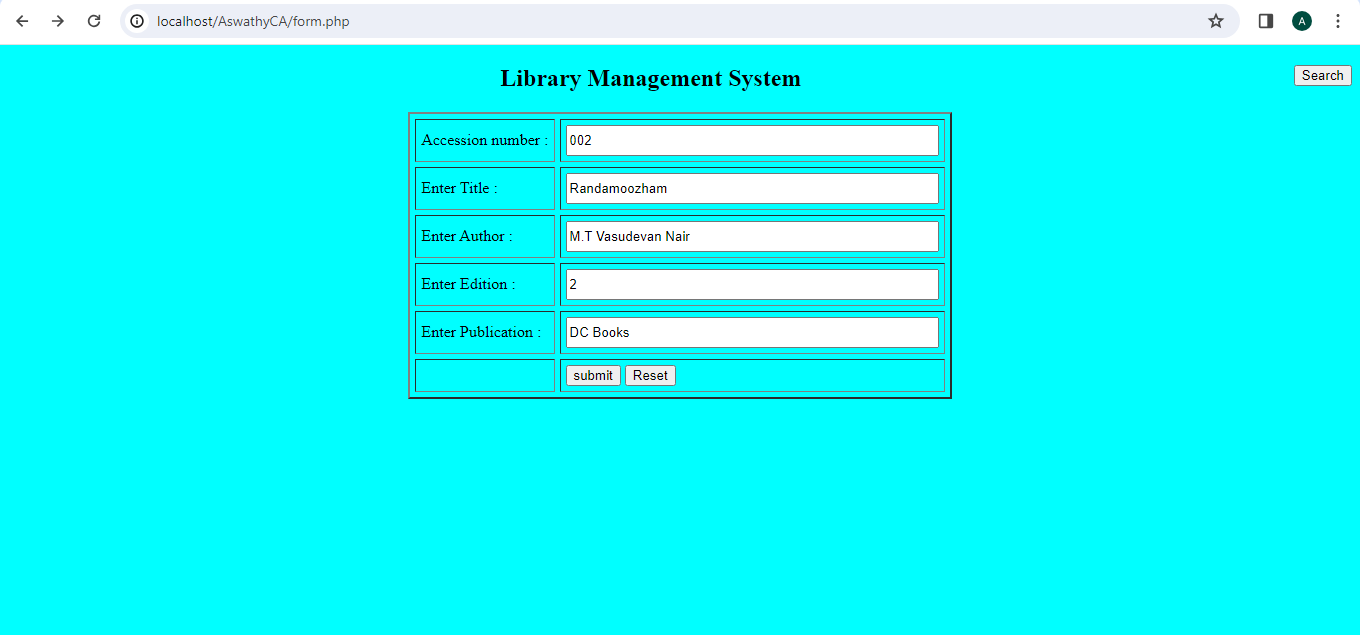 localhost/AswathyCA/form.php
A
Library Management System
Search
Accession number : 002
Enter Title : Randamoozham
Enter Author : M.T Vasudevan Nair
Enter Edition : 2
Enter Publication : DC Books
submit Reset